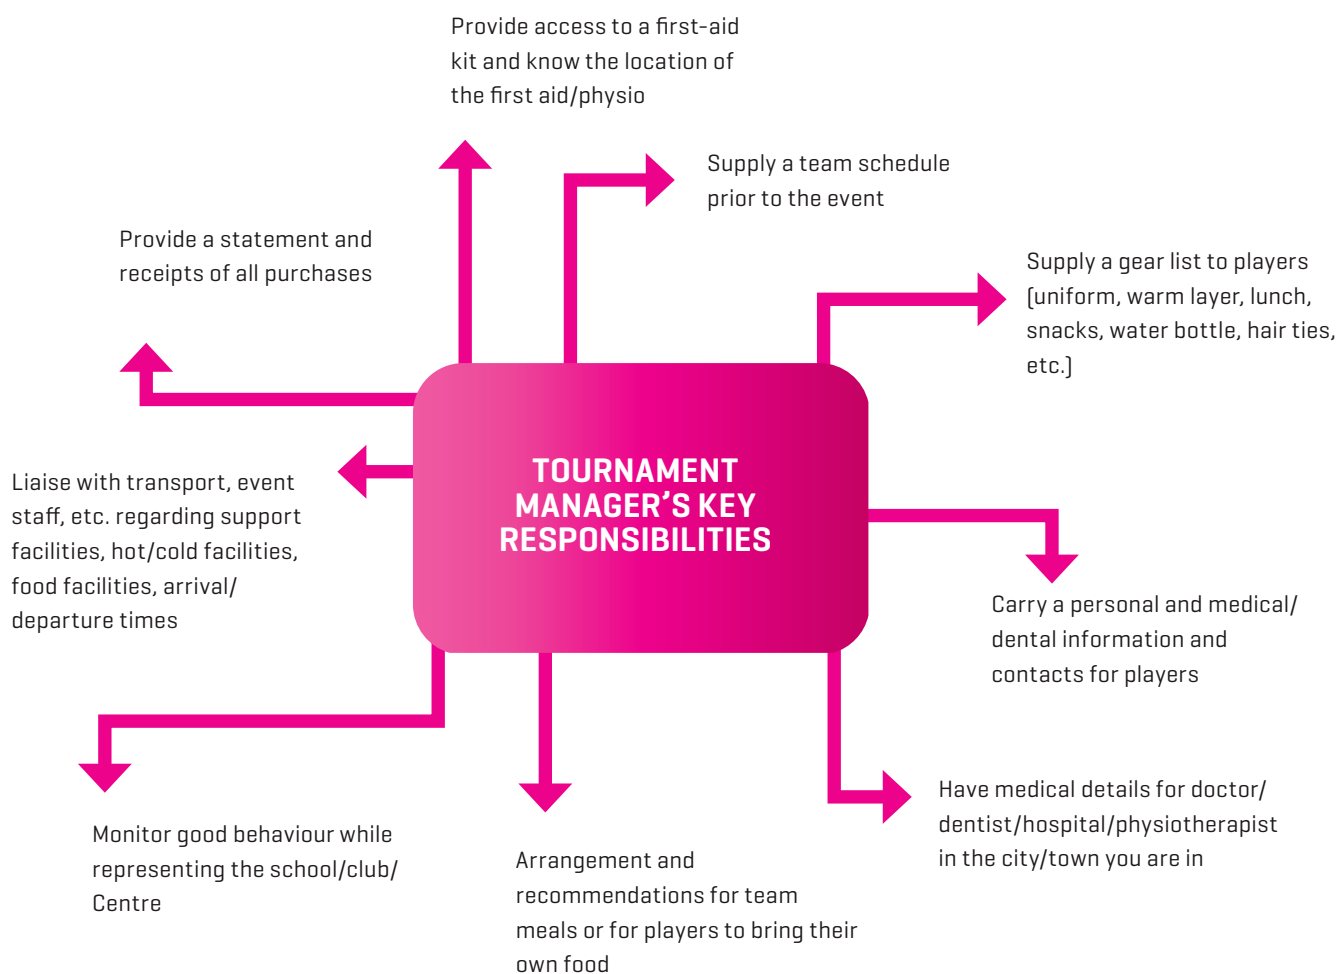 Provide access to a first-aid
kit and know the location of
the first aid/physio
Supply a team schedule
prior to the event
Provide a statement and
receipts of all purchases
Supply a gear list to players
(uniform, warm layer, lunch,
snacks, water bottle, hair ties,
etc.)
TOURNAMENT
MANAGER'S KEY
RESPONSIBILITIES
Liaise with transport, event
staff, etc. regarding support
facilities, hot/cold facilities,
food facilities, arrival/
departure times
Carry a personal and medical/
dental information and
contacts for players
Have medical details for doctor/
dentist/hospital/physiotherapist
in the city/town you are in
Monitor good behaviour while
representing the school/club/
Centre
Arrangement and
recommendations for team
meals or for players to bring their
own food